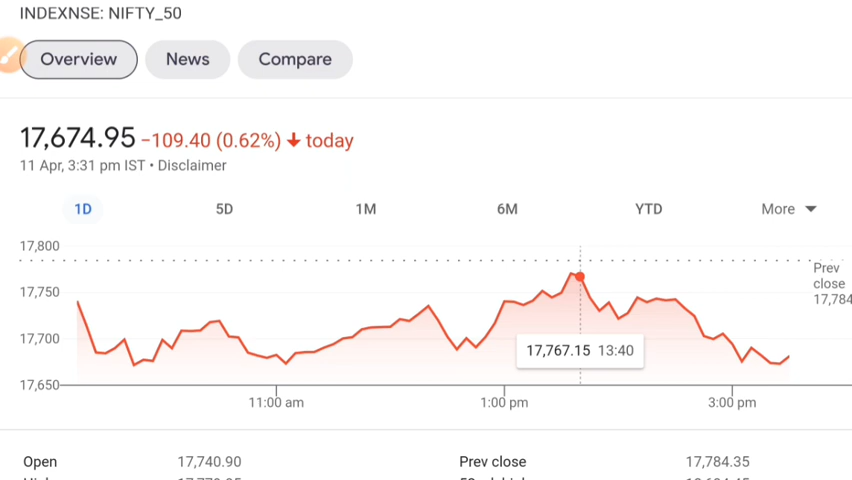 INDEXNSE: NIFTY_50
Overview News Compare
17,674.95 −109.40 (0.62%) ↓ today
11 Apr, 3:31 pm IST • Disclaimer
1D 5D 1M 6M YTD More
17,800
Prev
close
17,784
17,750
17,700
17,767.15 13:40
17,650
11:00 am 1:00 pm 3:00 pm
Open 17,740.90 Prev close 17,784.35